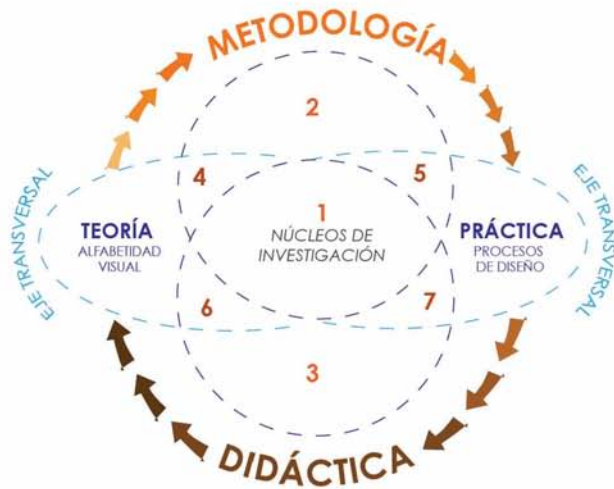 METODOLOGÍA
2
4
5
EJE TRANSVERSAL
EJE TRANSVERSAL
1
NÚCLEOS DE
INVESTIGACIÓN
TEORÍA
ALFABETIDAD
VISUAL
PRÁCTICA
PROCESOS
DE DISEÑO
6
7
3
DIDÁCTICA